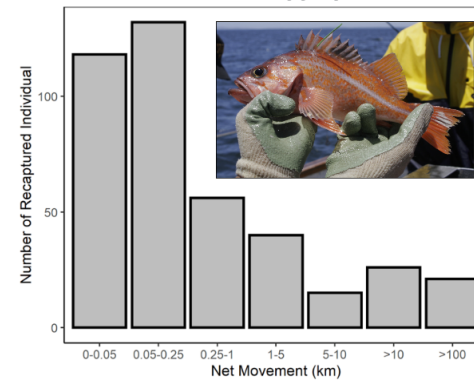 100
50
0
Number of Recaptured Individual
0-0.05 0.05-0.25 0.25-1 1-5 5-10 >10 >100
Net Movement (km)